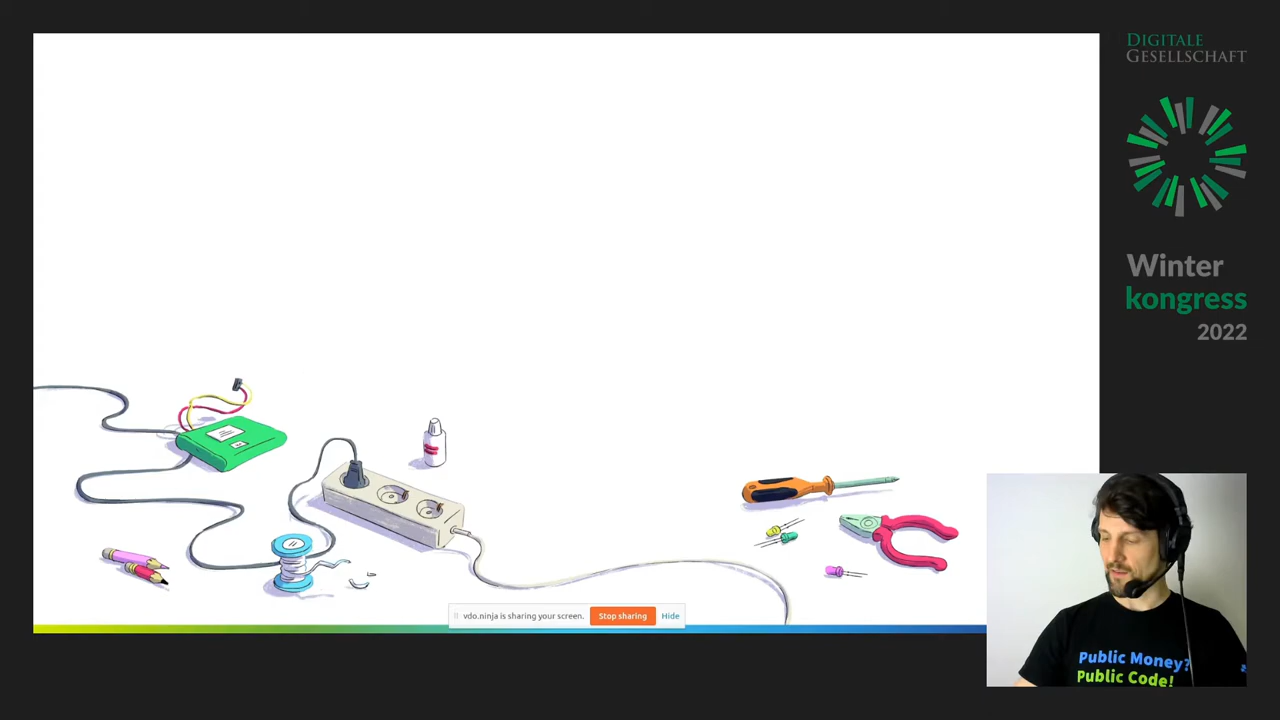 DIGITALE
GESELLSCHAFT
Winter
kongress
2022
vdo.ninja is sharing your screen.
Stop sharing
Hide
Public Money?
Public Code!